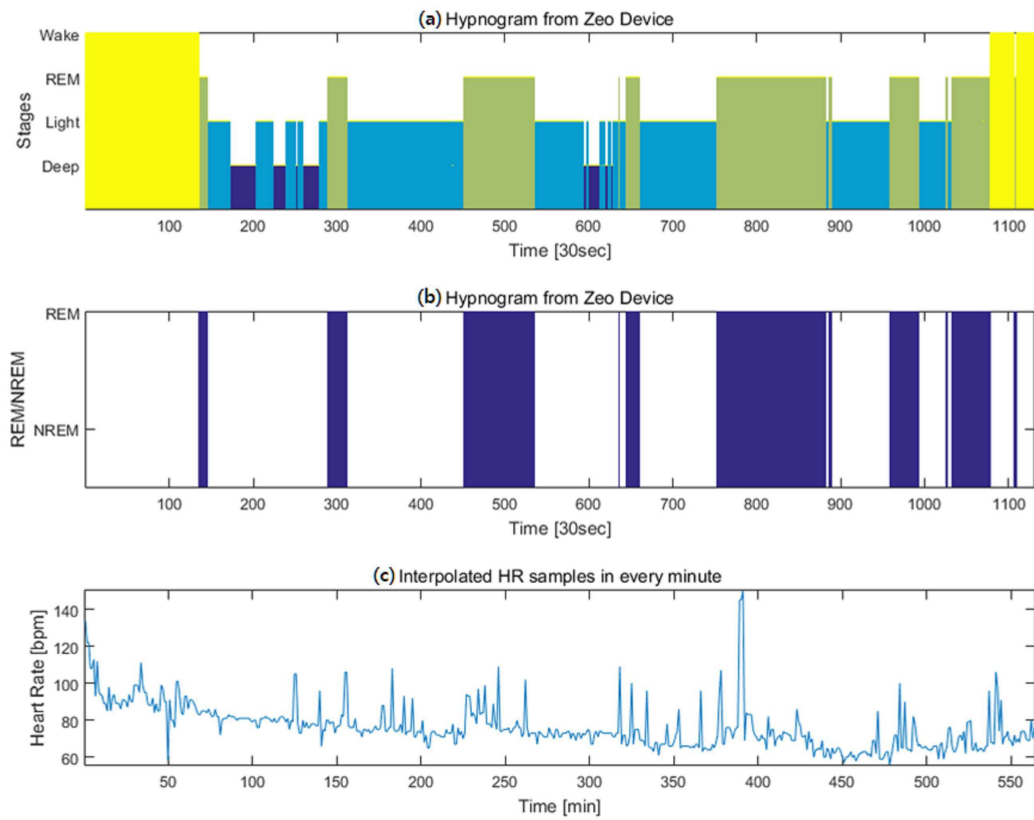 (a) Hypnogram from Zeo Device
Wake
REM
Light
Deep
Stages
100 200 300 400 500 600 700 800 900 1000 1100
Time [30sec]
(b) Hypnogram from Zeo Device
REM
NREM
REM/NREM
100 200 300 400 500 600 700 800 900 1000 1100
Time [30sec]
(c) Interpolated HR samples in every minute
140
120
100
80
60
Heart Rate [bpm]
50 100 150 200 250 300 350 400 450 500 550
Time [min]